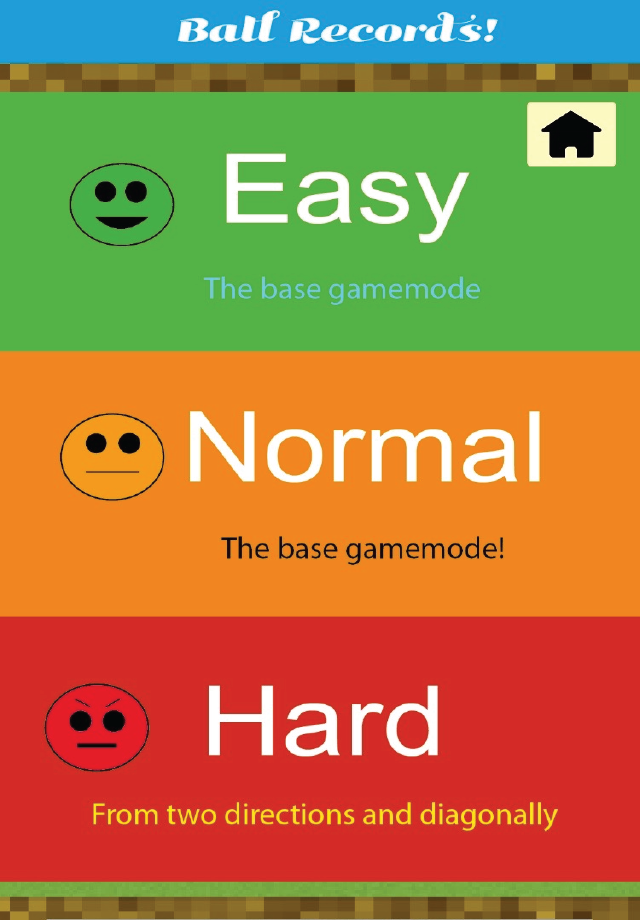 Ball Records!
Easy
The base gamemode
Normal
The base gamemode!
Hard
From two directions and diagonally